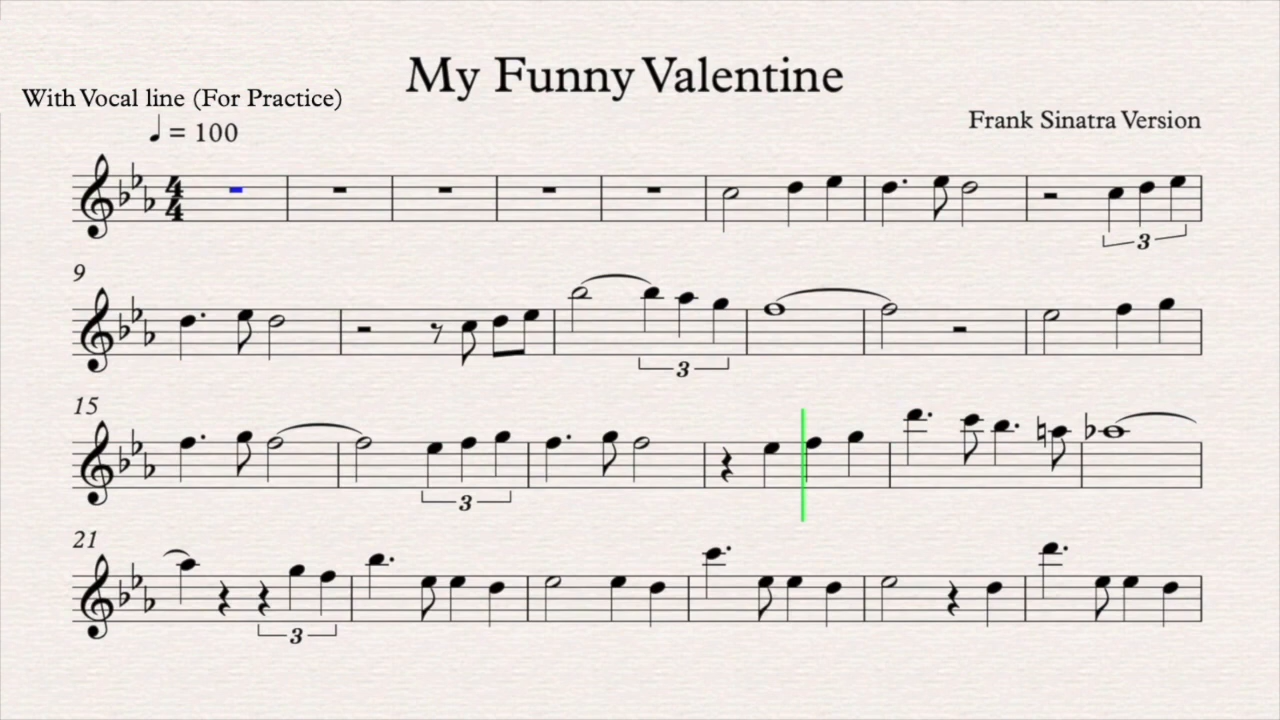 My Funny Valentine
With Vocal line (For Practice)
♩ = 100
Frank Sinatra Version
4
4
3
9
3
15
3
21
3